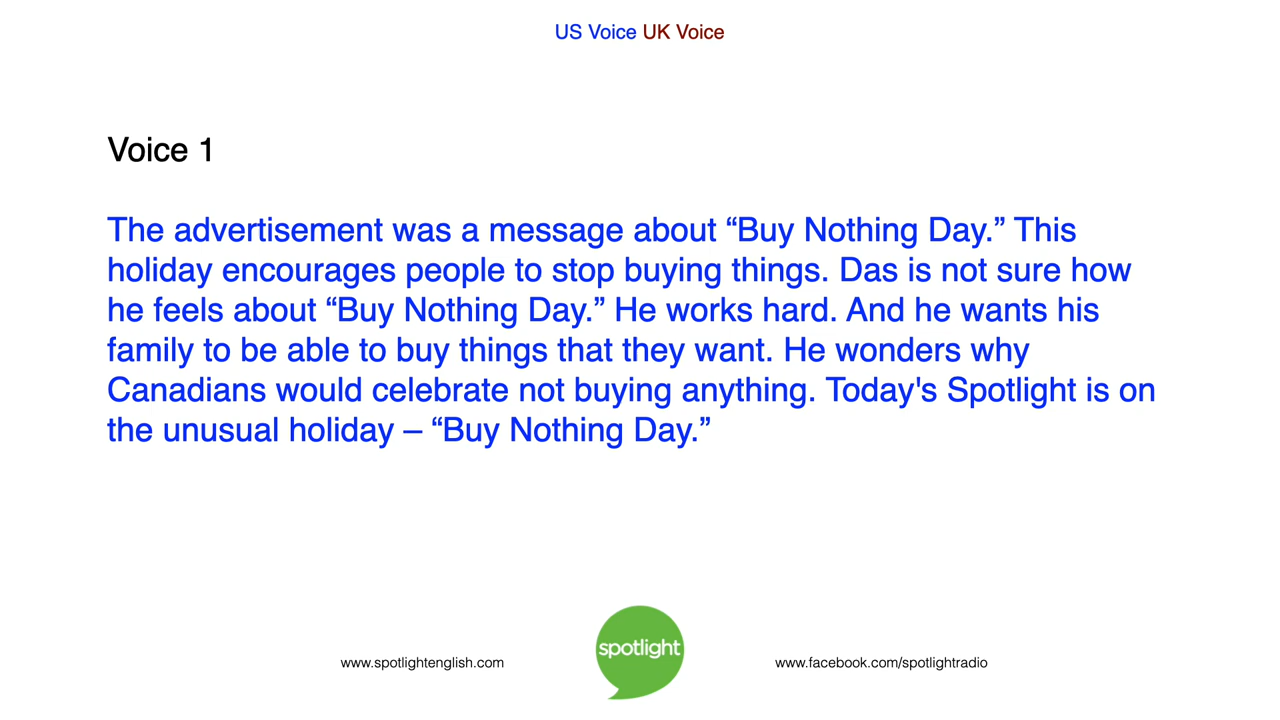 US Voice UK Voice
Voice 1
The advertisement was a message about “Buy Nothing Day.” This
holiday encourages people to stop buying things. Das is not sure how
he feels about “Buy Nothing Day.” He works hard. And he wants his
family to be able to buy things that they want. He wonders why
Canadians would celebrate not buying anything. Today's Spotlight is on
the unusual holiday – “Buy Nothing Day.”
spotlight
www.spotlightenglish.com
www.facebook.com/spotlightradio